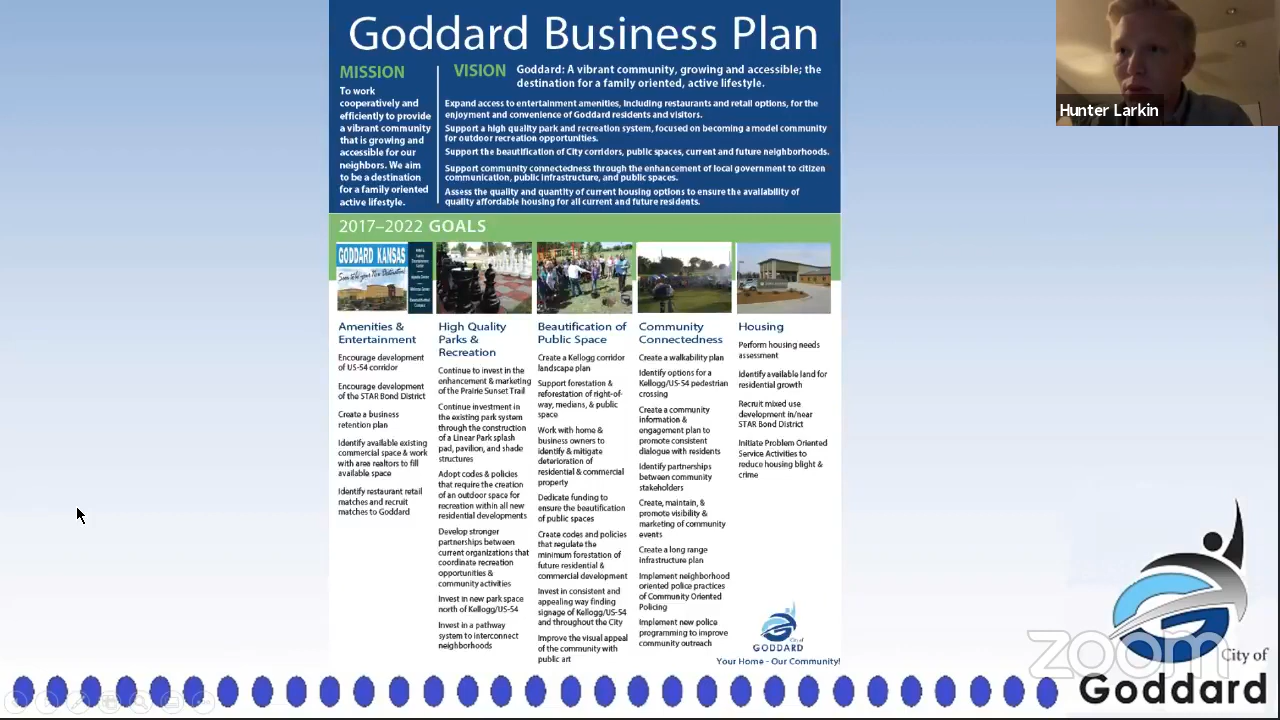 Goddard Business Plan
MISSION
To work
cooperatively and
efficiently to provide
a vibrant community
that is growing and
accessible for our
neighbors. We aim
to be a destination
for a family oriented
active lifestyle.
VISION
Goddard: A vibrant community, growing and accessible; the
destination for a family oriented, active lifestyle.
Expand access to entertainment amenities, including restaurants and retail options, for the
enjoyment and convenience of Goddard residents and visitors.
Support a high quality park and recreation system, focused on becoming a model community
for outdoor recreation opportunities.
Support the beautification of City corridors, public spaces, current and future neighborhoods.
Support community connectedness through the enhancement of local government to citizen
communication, public infrastructure, and public spaces.
Assess the quality and quantity of current housing options to ensure the availability of
quality affordable housing for all current and future residents.
Hunter Larkin
2017–2022 GOALS
GODDARD KANSAS
Amenities &
Entertainment
Encourage development
of US-54 corridor
Encourage development
of the STAR Bond District
Create a business
retention plan
Identify available existing
commercial space & work
with area realtors to fill
available space
Identify restaurant retail
matches and recruit
matches to Goddard
High Quality
Parks &
Recreation
Continue to invest in the
enhancement & marketing
of the Prairie Sunset Trail
Continue investment in
the existing park system
through the construction
of a Linear Park splash
pad, pavilion, and shade
structures
Adopt codes & policies
that require the creation
of an outdoor space for
recreation within all new
residential developments
Develop stronger
partnerships between
current organizations that
coordinate recreation
opportunities &
community activities
Invest in new park space
north of Kellogg/US-54
Invest in a pathway
system to interconnect
neighborhoods
Beautification of
Public Space
Create a Kellogg corridor
landscape plan
Support forestation &
reforestation of right-of-
way, medians, & public
space
Work with home &
business owners to
identify & mitigate
deterioration of
residential & commercial
property
Dedicate funding to
ensure the beautification
of public spaces
Create codes and policies
that regulate the
minimum forestation of
future residential &
commercial development
Invest in consistent and
appealing way finding
signage of Kellogg/US-54
and throughout the City
Improve the visual appeal
of the community with
public art
Community
Connectedness
Create a walkability plan
Identify options for a
Kellogg/US-54 pedestrian
crossing
Create a community
information &
engagement plan to
promote consistent
dialogue with residents
Identify partnerships
between community
stakeholders
Create, maintain, &
promote visibility &
marketing of community
events
Create a long range
infrastructure plan
Implement neighborhood
oriented police practices
of Community Oriented
Policing
Implement new police
programming to improve
community outreach
Housing
Perform housing needs
assessment
Identify available land for
residential growth
Recruit mixed use
development in/near
STAR Bond District
Initiate Problem Oriented
Service Activities to
reduce housing blight &
crime
City of
GODDARD
Your Home - Our Community!
zoom
City of
Goddard